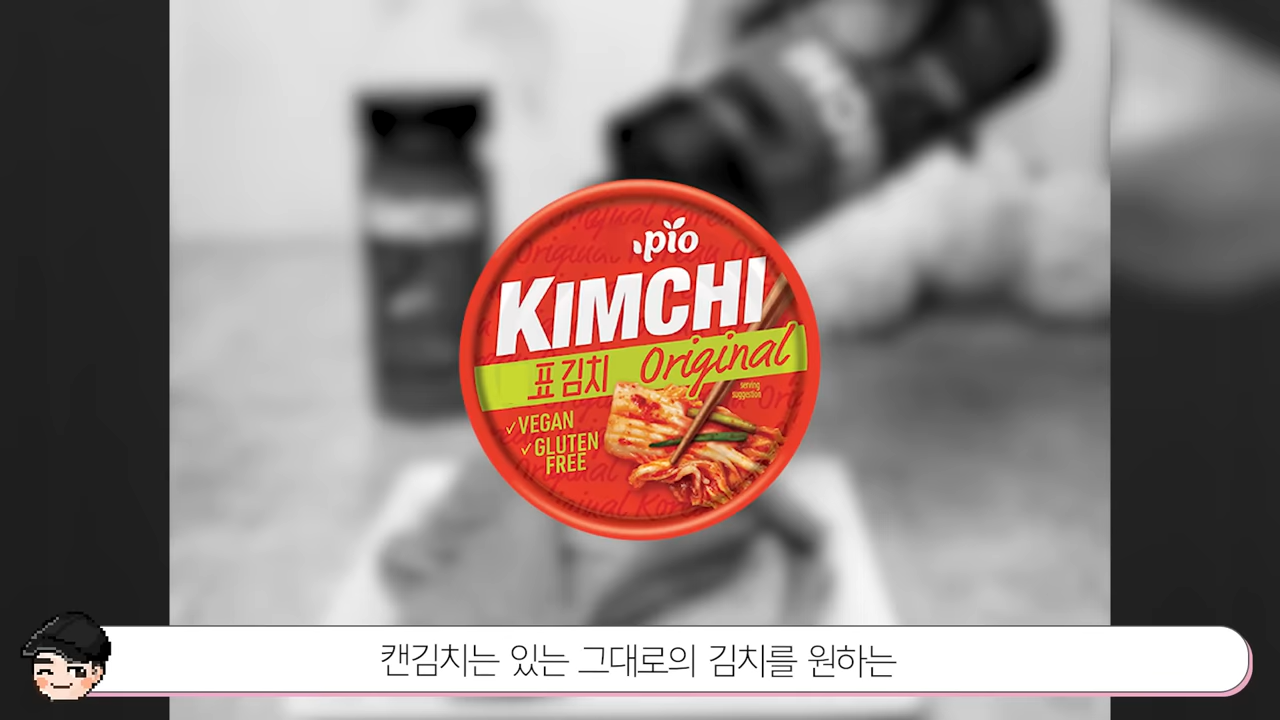 pio
KIMCHI
표김치 Original
serving
suggestion
✓VEGAN
✓GLUTEN
FREE
캔김치는 있는 그대로의 김치를 원하는